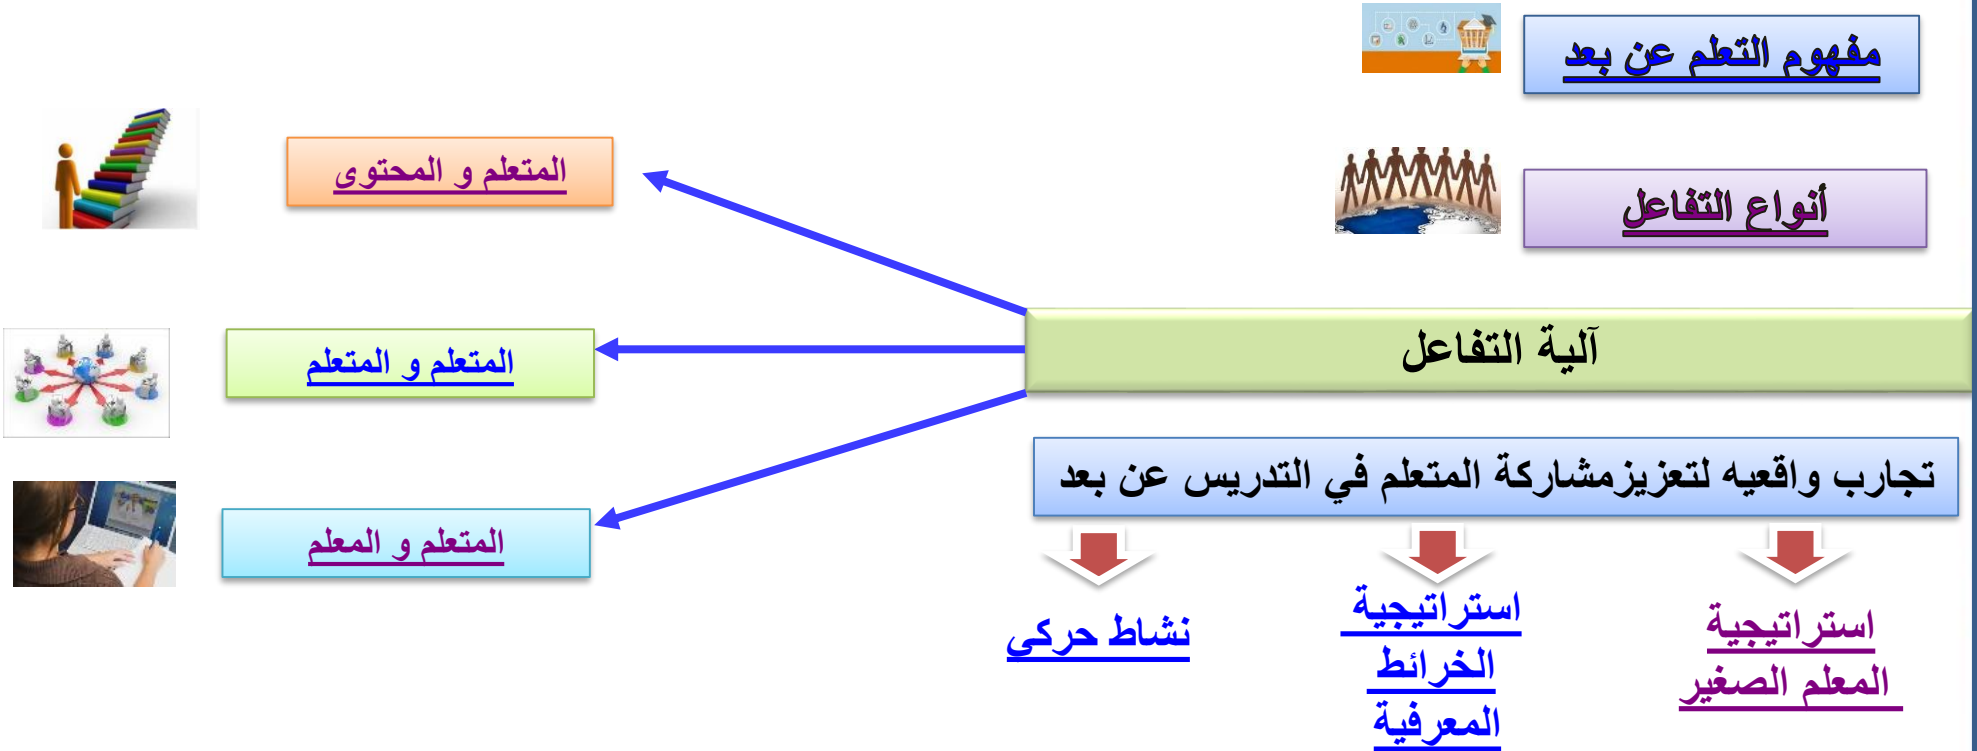 مفهوم التعلم عن بعد
أنواع التفاعل
آلية التفاعل
المتعلم و المحتوى
المتعلم و المتعلم
المتعلم و المعلم
تجارب واقعيه لتعزيزمشاركة المتعلم في التدريس عن بعد
استراتيجية
المعلم الصغير
استراتيجية
الخرائط
المعرفية
نشاط حركي